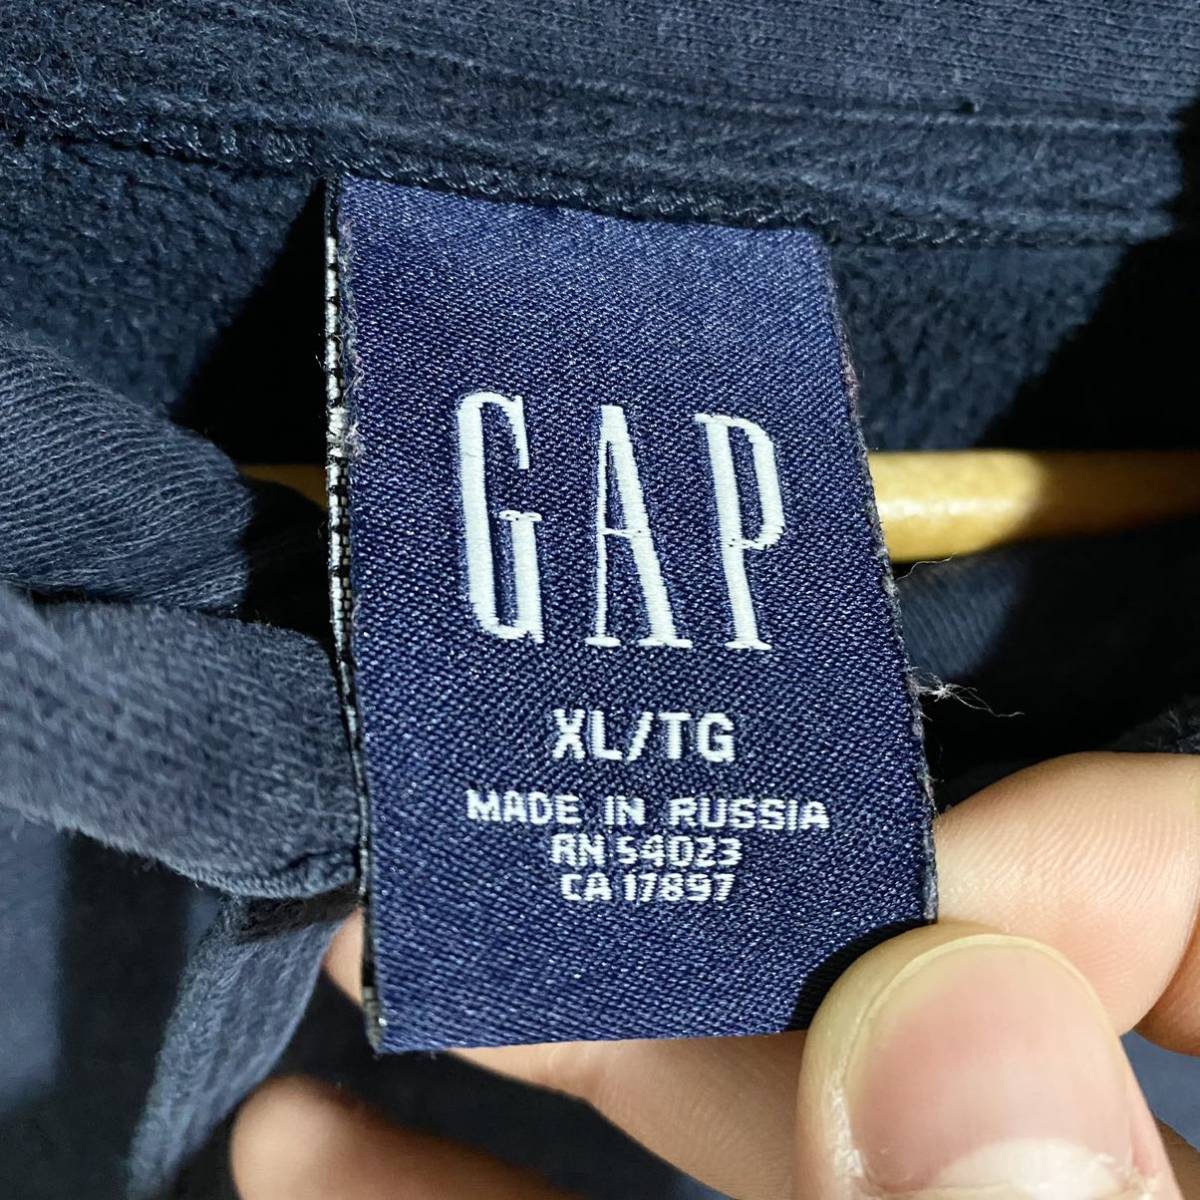 GAP
XL/TG
MADE IN RUSSIA
RN 54023
CA 17897